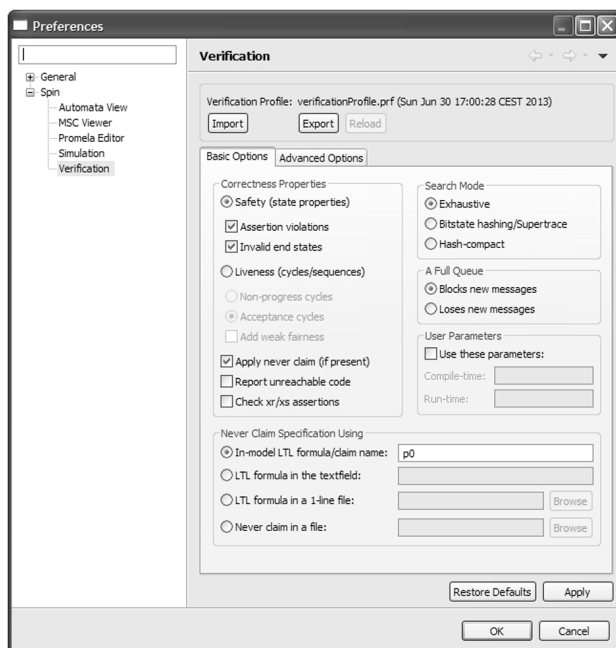 Preferences
Verification
General
Spin
Automata View
MSC Viewer
Promela Editor
Simulation
Verification
Verification Profile: verificationProfile.prf (Sun Jun 30 17:00:28 CEST 2013)
Import Export Reload
Basic Options Advanced Options
Correctness Properties
Safety (state properties)
Assertion violations
Invalid end states
Liveness (cycles/sequences)
Non-progress cycles
Acceptance cycles
Add weak fairness
Apply never claim (if present)
Report unreachable code
Check xr/xs assertions
Search Mode
Exhaustive
Bitstate hashing/Supertrace
Hash-compact
A Full Queue
Blocks new messages
Loses new messages
User Parameters
Use these parameters:
Compile-time:
Run-time:
Never Claim Specification Using
In-model LTL formula/claim name: p0
LTL formula in the textfield:
LTL formula in a 1-line file: Browse
Never claim in a file: Browse
Restore Defaults Apply
OK Cancel